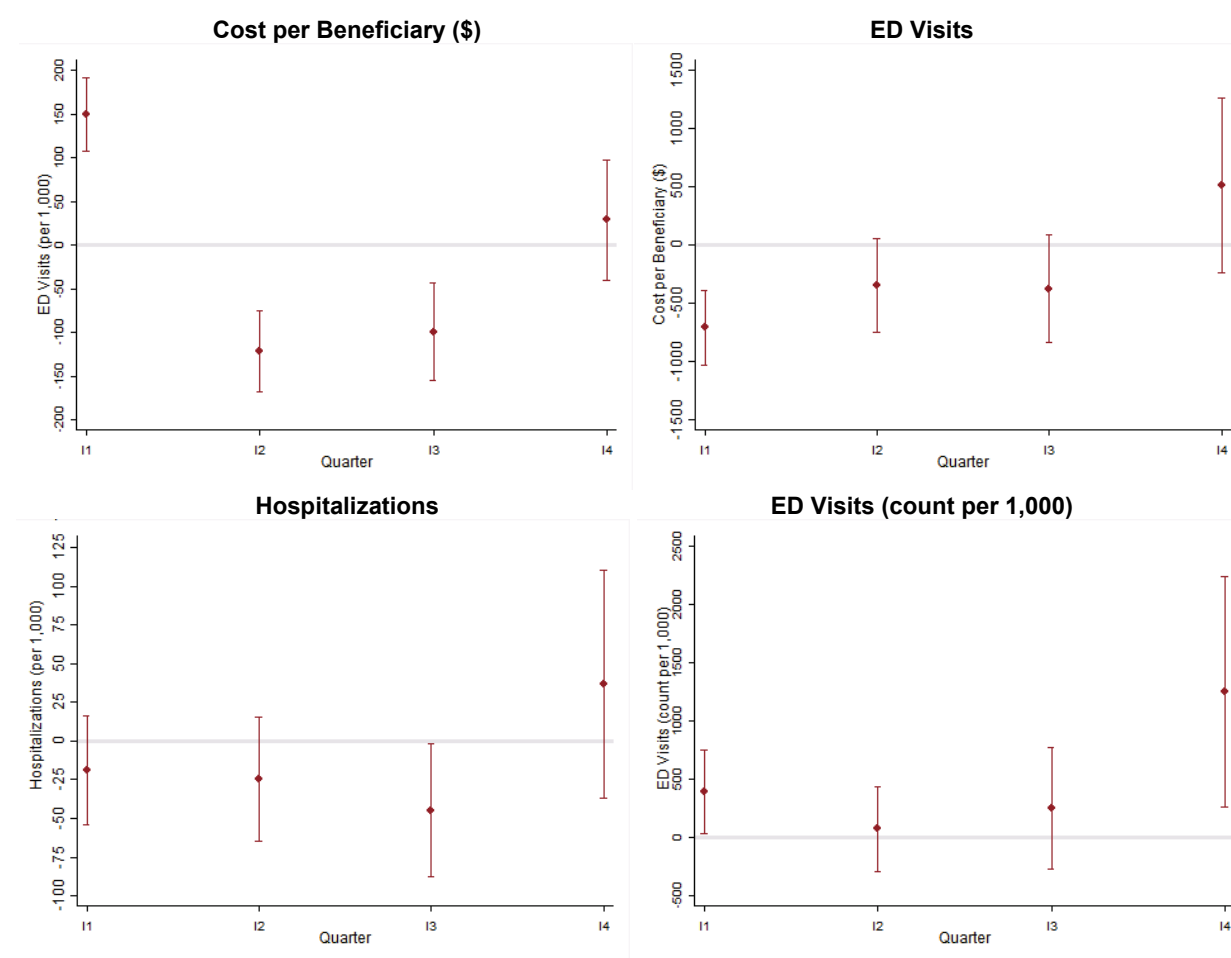 Cost per Beneficiary ($)
ED Visits (per 1,000)
200
150
100
50
0
-50
-100
-150
-200
I1
I2
I3
I4
Quarter
ED Visits
Cost per Beneficiary ($)
1500
1000
500
0
-500
-1000
-1500
I1
I2
I3
I4
Quarter
Hospitalizations
Hospitalizations (per 1,000)
125
100
75
50
25
0
-25
-50
-75
-100
I1
I2
I3
I4
Quarter
ED Visits (count per 1,000)
ED Visits (count per 1,000)
2500
2000
1500
1000
500
0
-500
I1
I2
I3
I4
Quarter